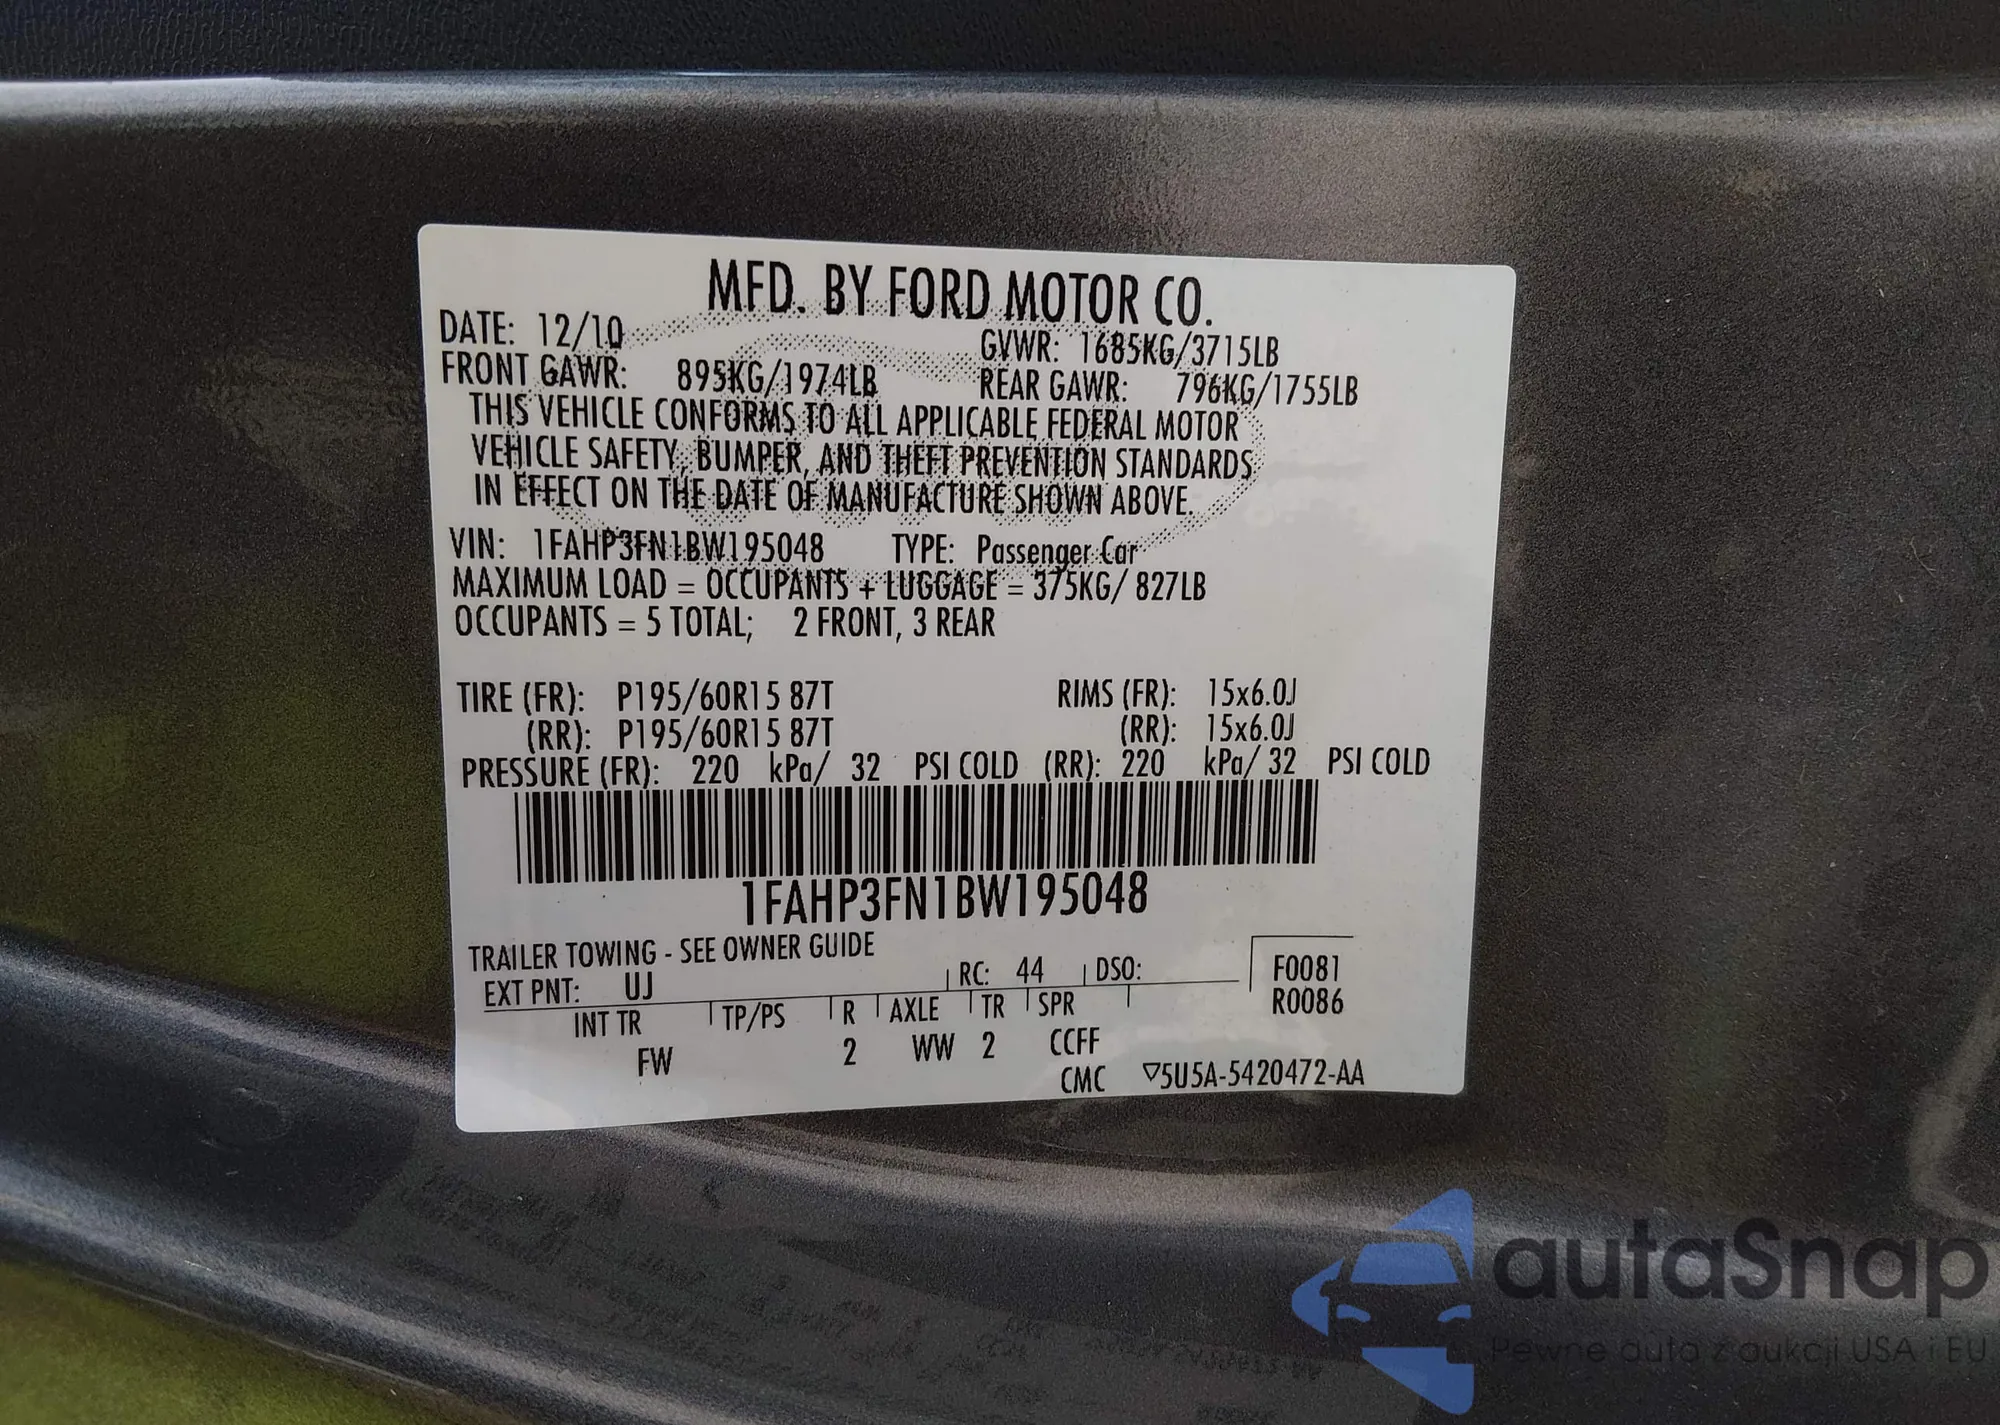 MFD. BY FORD MOTOR CO.
DATE: 12/10 GVWR: 1685KG/3715LB
FRONT GAWR: 895KG/1974LB REAR GAWR: 796KG/1755LB
THIS VEHICLE CONFORMS TO ALL APPLICABLE FEDERAL MOTOR
VEHICLE SAFETY, BUMPER, AND THEFT PREVENTION STANDARDS
IN EFFECT ON THE DATE OF MANUFACTURE SHOWN ABOVE.
VIN: 1FAHP3FN1BW195048 TYPE: Passenger Car
MAXIMUM LOAD = OCCUPANTS + LUGGAGE = 375KG/ 827LB
OCCUPANTS = 5 TOTAL; 2 FRONT, 3 REAR
TIRE (FR): P195/60R15 87T RIMS (FR): 15x6.0J
(RR): P195/60R15 87T (RR): 15x6.0J
PRESSURE (FR): 220 kPa/ 32 PSI COLD (RR): 220 kPa/ 32 PSI COLD
1FAHP3FN1BW195048
TRAILER TOWING - SEE OWNER GUIDE
EXT PNT: UJ RC: 44 DSO: F0081
R0086
INT TR TP/PS R AXLE TR SPR
FW 2 WW 2 CCFF
CMC ▽5U5A-5420472-AA
autaSnap
Pewne auta z aukcji USA i EU